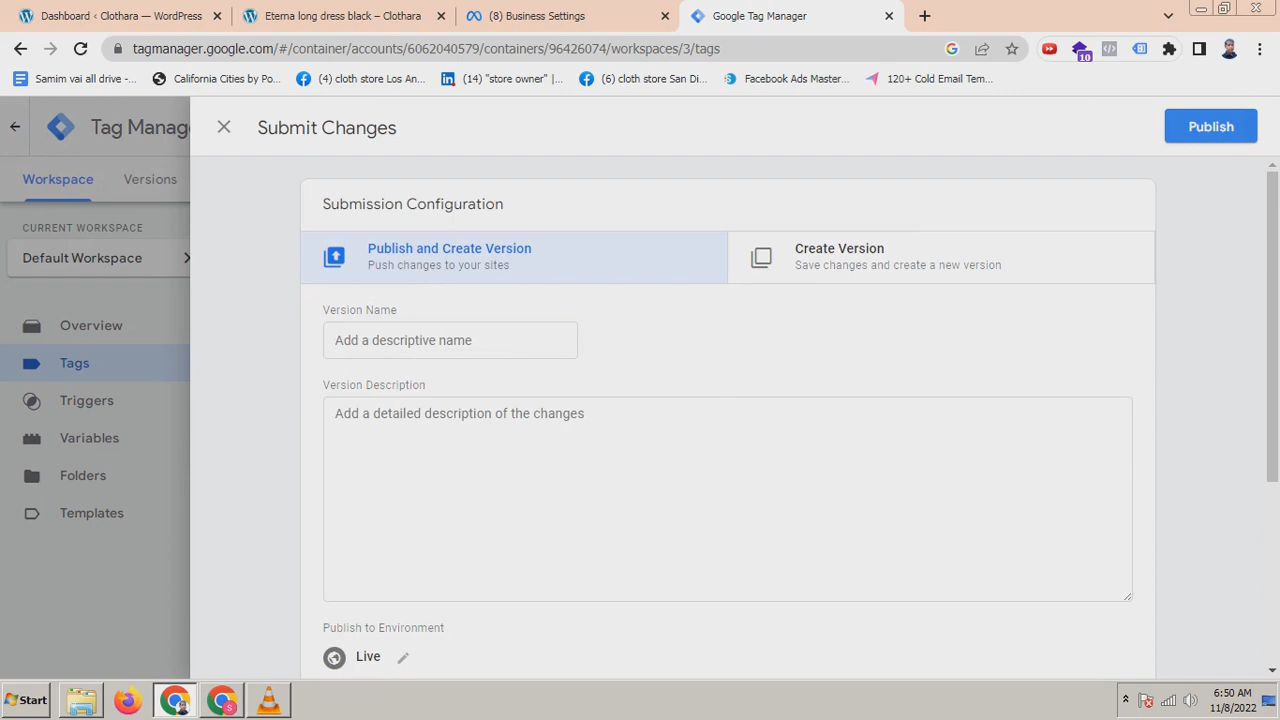 Dashboard ‹ Clothara — WordPress
Eterna long dress black – Clothara
(8) Business Settings
Google Tag Manager
tagmanager.google.com/#/container/accounts/6062040579/containers/96426074/workspaces/3/tags
10
Samim vai all drive -...
California Cities by Po...
(4) cloth store Los An...
(14) "store owner" |...
(6) cloth store San Di...
Facebook Ads Master...
120+ Cold Email Tem...
Tag Manag
Submit Changes
Publish
Workspace
Versions
Submission Configuration
CURRENT WORKSPACE
Default Workspace
Publish and Create Version
Push changes to your sites
Create Version
Save changes and create a new version
Overview
Tags
Triggers
Variables
Folders
Templates
Version Name
Add a descriptive name
Version Description
Add a detailed description of the changes
Publish to Environment
Live
Start
S
6:50 AM
11/8/2022